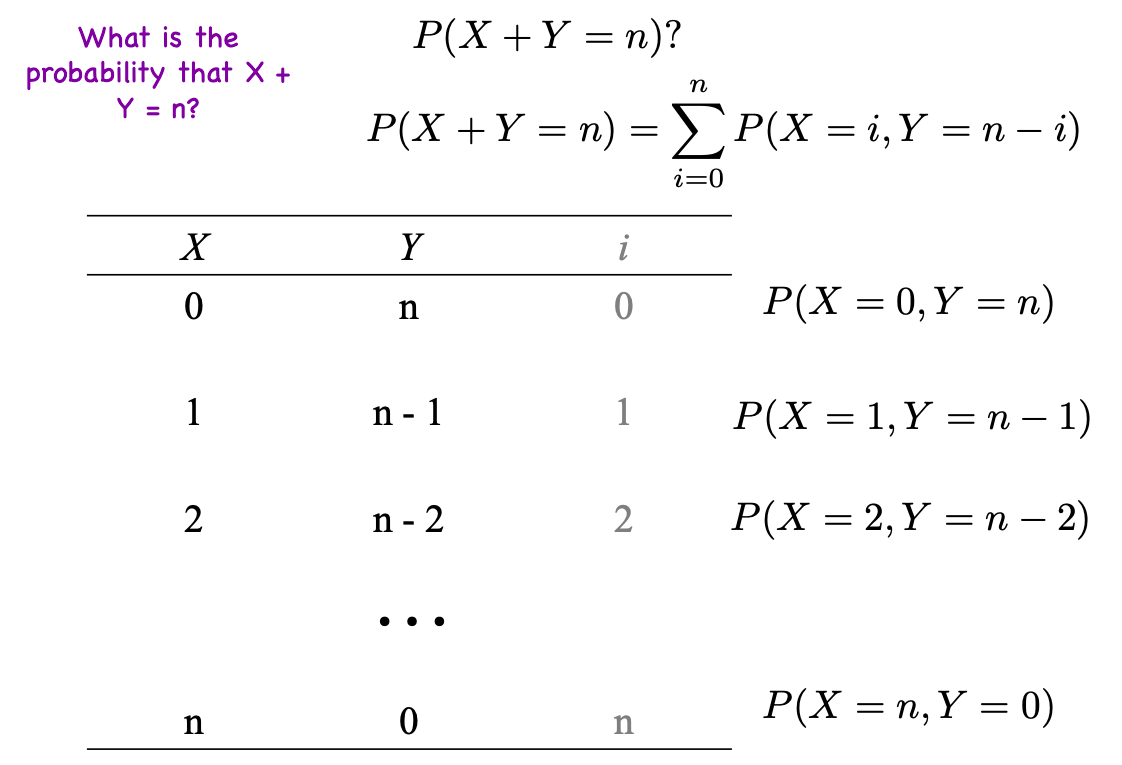 What is the
probability that X +
Y = n?
P(X + Y = n)?
P(X + Y = n) = \sum_{i=0}^{n} P(X = i, Y = n − i)
X Y i
0 n 0 P(X = 0, Y = n)
1 n - 1 1 P(X = 1, Y = n − 1)
2 n - 2 2 P(X = 2, Y = n − 2)
...
n 0 n P(X = n, Y = 0)